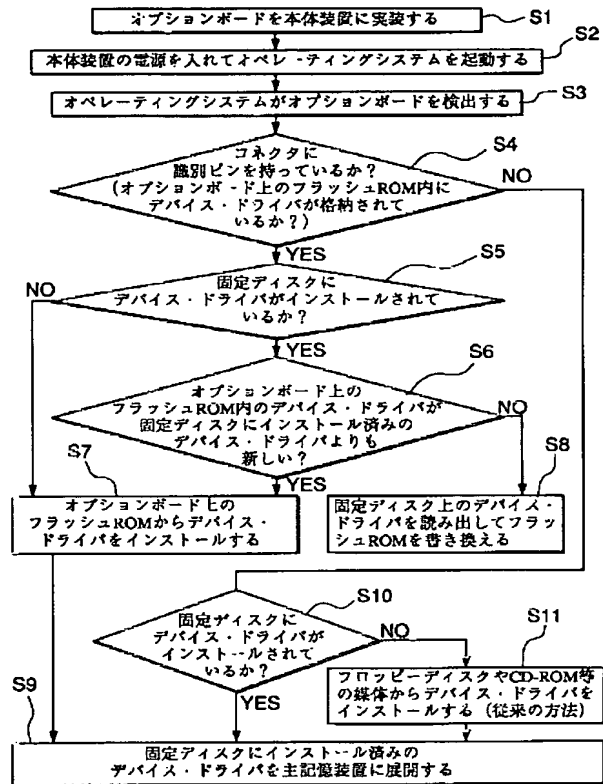 オプションボードを本体装置に実装する
S1
本体装置の電源を入れてオペレーティングシステムを起動する
S2
オペレーティングシステムがオプションボードを検出する
S3
コネクタに
識別ピンを持っているか？
(オプションボード上のフラッシュROM内に
デバイス・ドライバが格納されて
いるか？)
S4
NO
YES
S5
固定ディスクに
デバイス・ドライバがインストールされて
いるか？
NO
YES
S6
オプションボード上の
フラッシュROM内のデバイス・ドライバが
固定ディスクにインストール済みの
デバイス・ドライバよりも
新しい？
NO
YES
S7
オプションボード上の
フラッシュROMからデバイス・
ドライバをインストールする
S8
固定ディスク上のデバイス・
ドライバを読み出してフラッ
シュROMを書き換える
S10
固定ディスクに
デバイス・ドライバが
インストールされて
いるか？
NO
YES
S11
フロッピーディスクやCD-ROM等
の媒体からデバイス・ドライバを
インストールする（従来の方法）
S9
固定ディスクにインストール済みの
デバイス・ドライバを主記憶装置に展開する